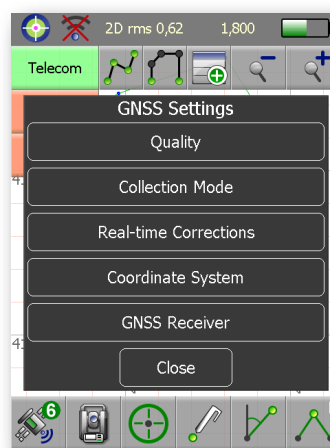 2D rms 0,62 1,800
Telecom
GNSS Settings
Quality
Collection Mode
Real-time Corrections
Coordinate System
GNSS Receiver
Close
6